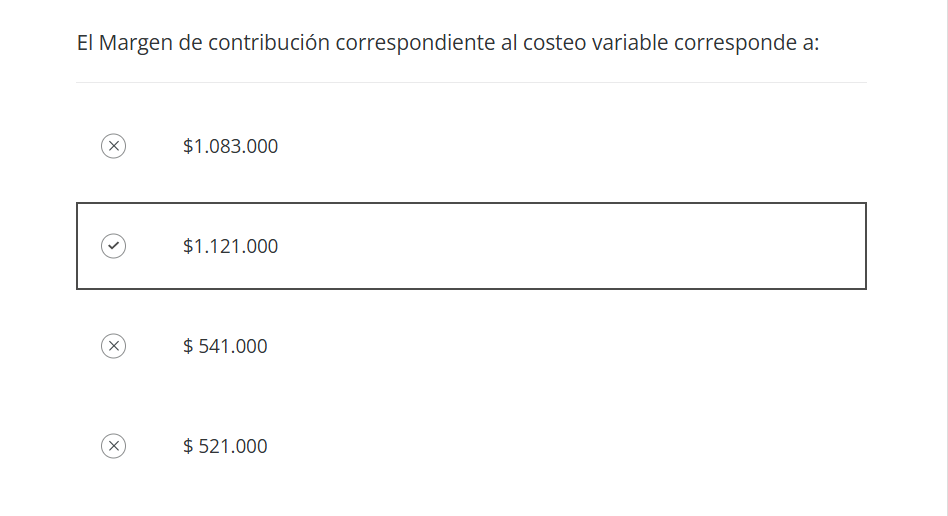 El Margen de contribución correspondiente al costeo variable corresponde a:
$1.083.000
$1.121.000
$ 541.000
$ 521.000